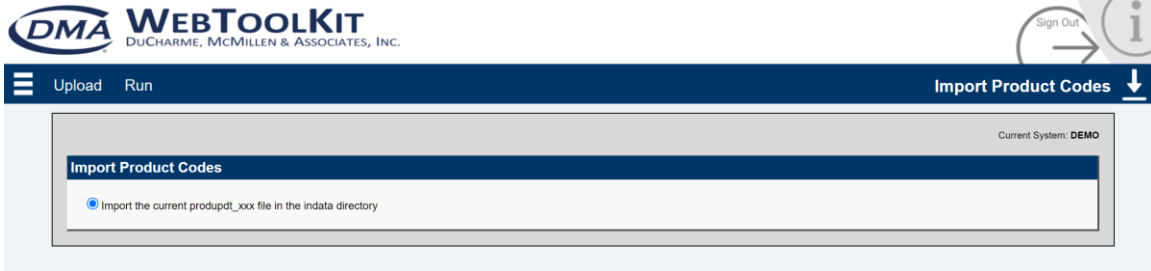 DMA WEBTOOLKIT
DUCHARME, MCMILLEN & ASSOCIATES, INC.
Sign Out
i
Upload Run Import Product Codes
Current System: DEMO
Import Product Codes
Import the current produpdt_xxx file in the indata directory